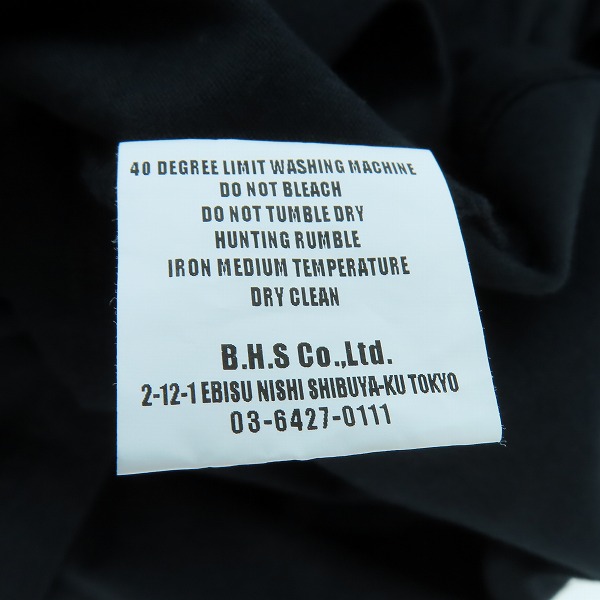 40 DEGREE LIMIT WASHING MACHINE
DO NOT BLEACH
DO NOT TUMBLE DRY
HUNTING RUMBLE
IRON MEDIUM TEMPERATURE
DRY CLEAN
B.H.S Co.,Ltd.
2-12-1 EBISU NISHI SHIBUYA-KU TOKYO
03-6427-0111